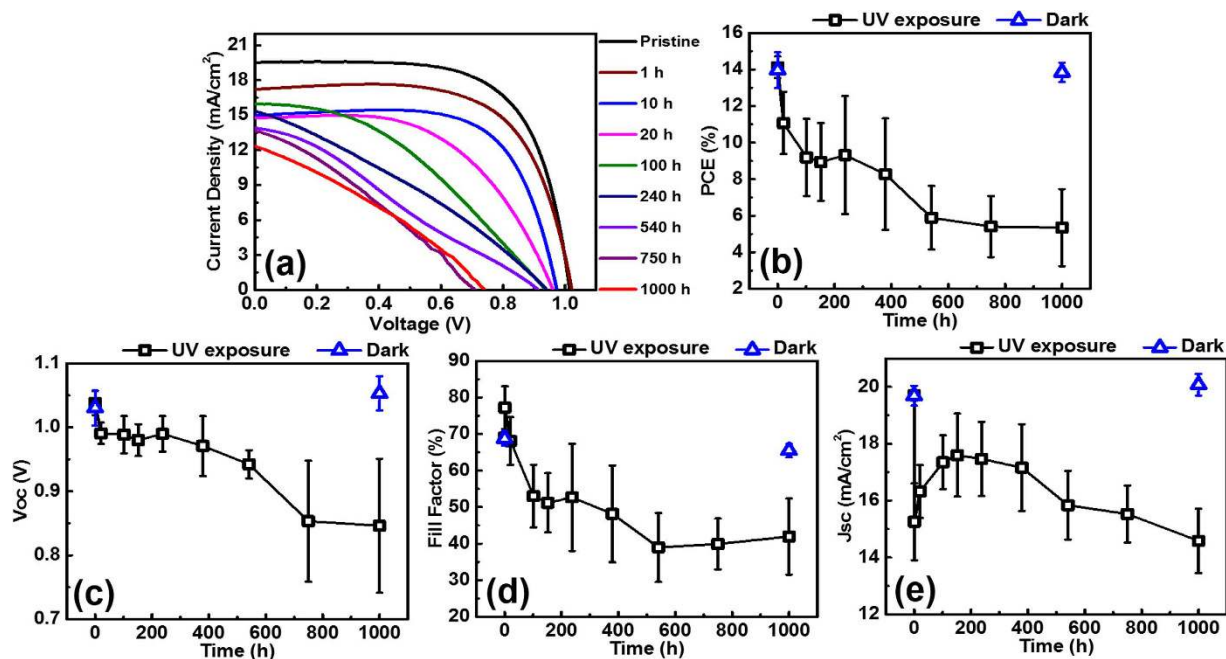 21
18
15
12
9
6
3
0
Current Density (mA/cm²)
0.0 0.2 0.4 0.6 0.8 1.0
Voltage (V)
(a)
Pristine
1 h
10 h
20 h
100 h
240 h
540 h
750 h
1000 h
UV exposure Dark
16
14
12
10
8
6
4
2
PCE (%)
0 200 400 600 800 1000
Time (h)
(b)
UV exposure Dark
1.1
1.0
0.9
0.8
0.7
Voc (V)
0 200 400 600 800 1000
Time (h)
(c)
UV exposure Dark
90
80
70
60
50
40
30
20
Fill Factor (%)
0 200 400 600 800 1000
Time (h)
(d)
UV exposure Dark
20
18
16
14
12
Jsc (mA/cm²)
0 200 400 600 800 1000
Time (h)
(e)